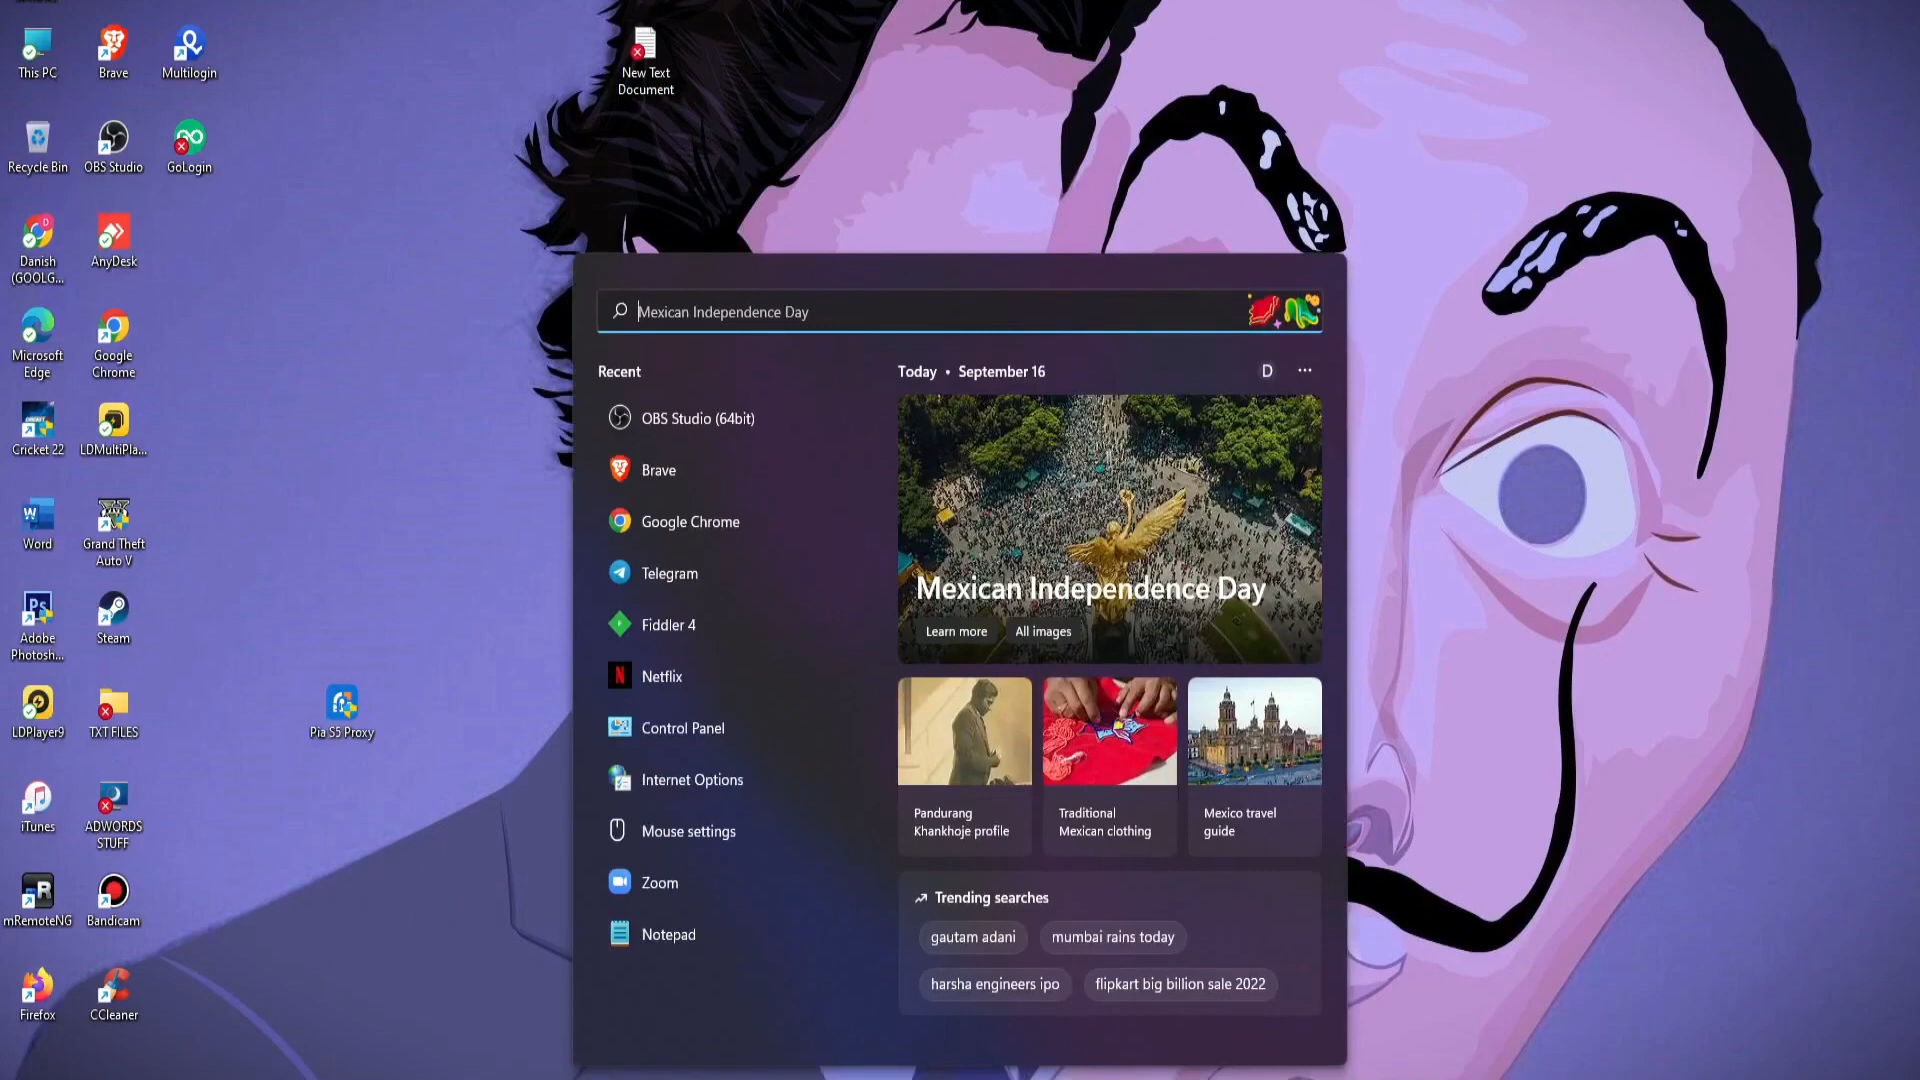 This PC
Brave
Multilogin
New Text
Document
Recycle Bin
OBS Studio
GoLogin
Danish
(GOOLG...
AnyDesk
Microsoft
Edge
Google
Chrome
Cricket 22
LDMultiPla...
Word
Grand Theft
Auto V
Adobe
Photosh...
Steam
LDPlayer9
TXT FILES
Pia S5 Proxy
iTunes
ADWORDS
STUFF
mRemoteNG
Bandicam
Firefox
CCleaner
Mexican Independence Day
Recent
OBS Studio (64bit)
Brave
Google Chrome
Telegram
Fiddler 4
Netflix
Control Panel
Internet Options
Mouse settings
Zoom
Notepad
Today • September 16
D
Mexican Independence Day
Learn more
All images
Pandurang
Khankhoje profile
Traditional
Mexican clothing
Mexico travel
guide
Trending searches
gautam adani
mumbai rains today
harsha engineers ipo
flipkart big billion sale 2022